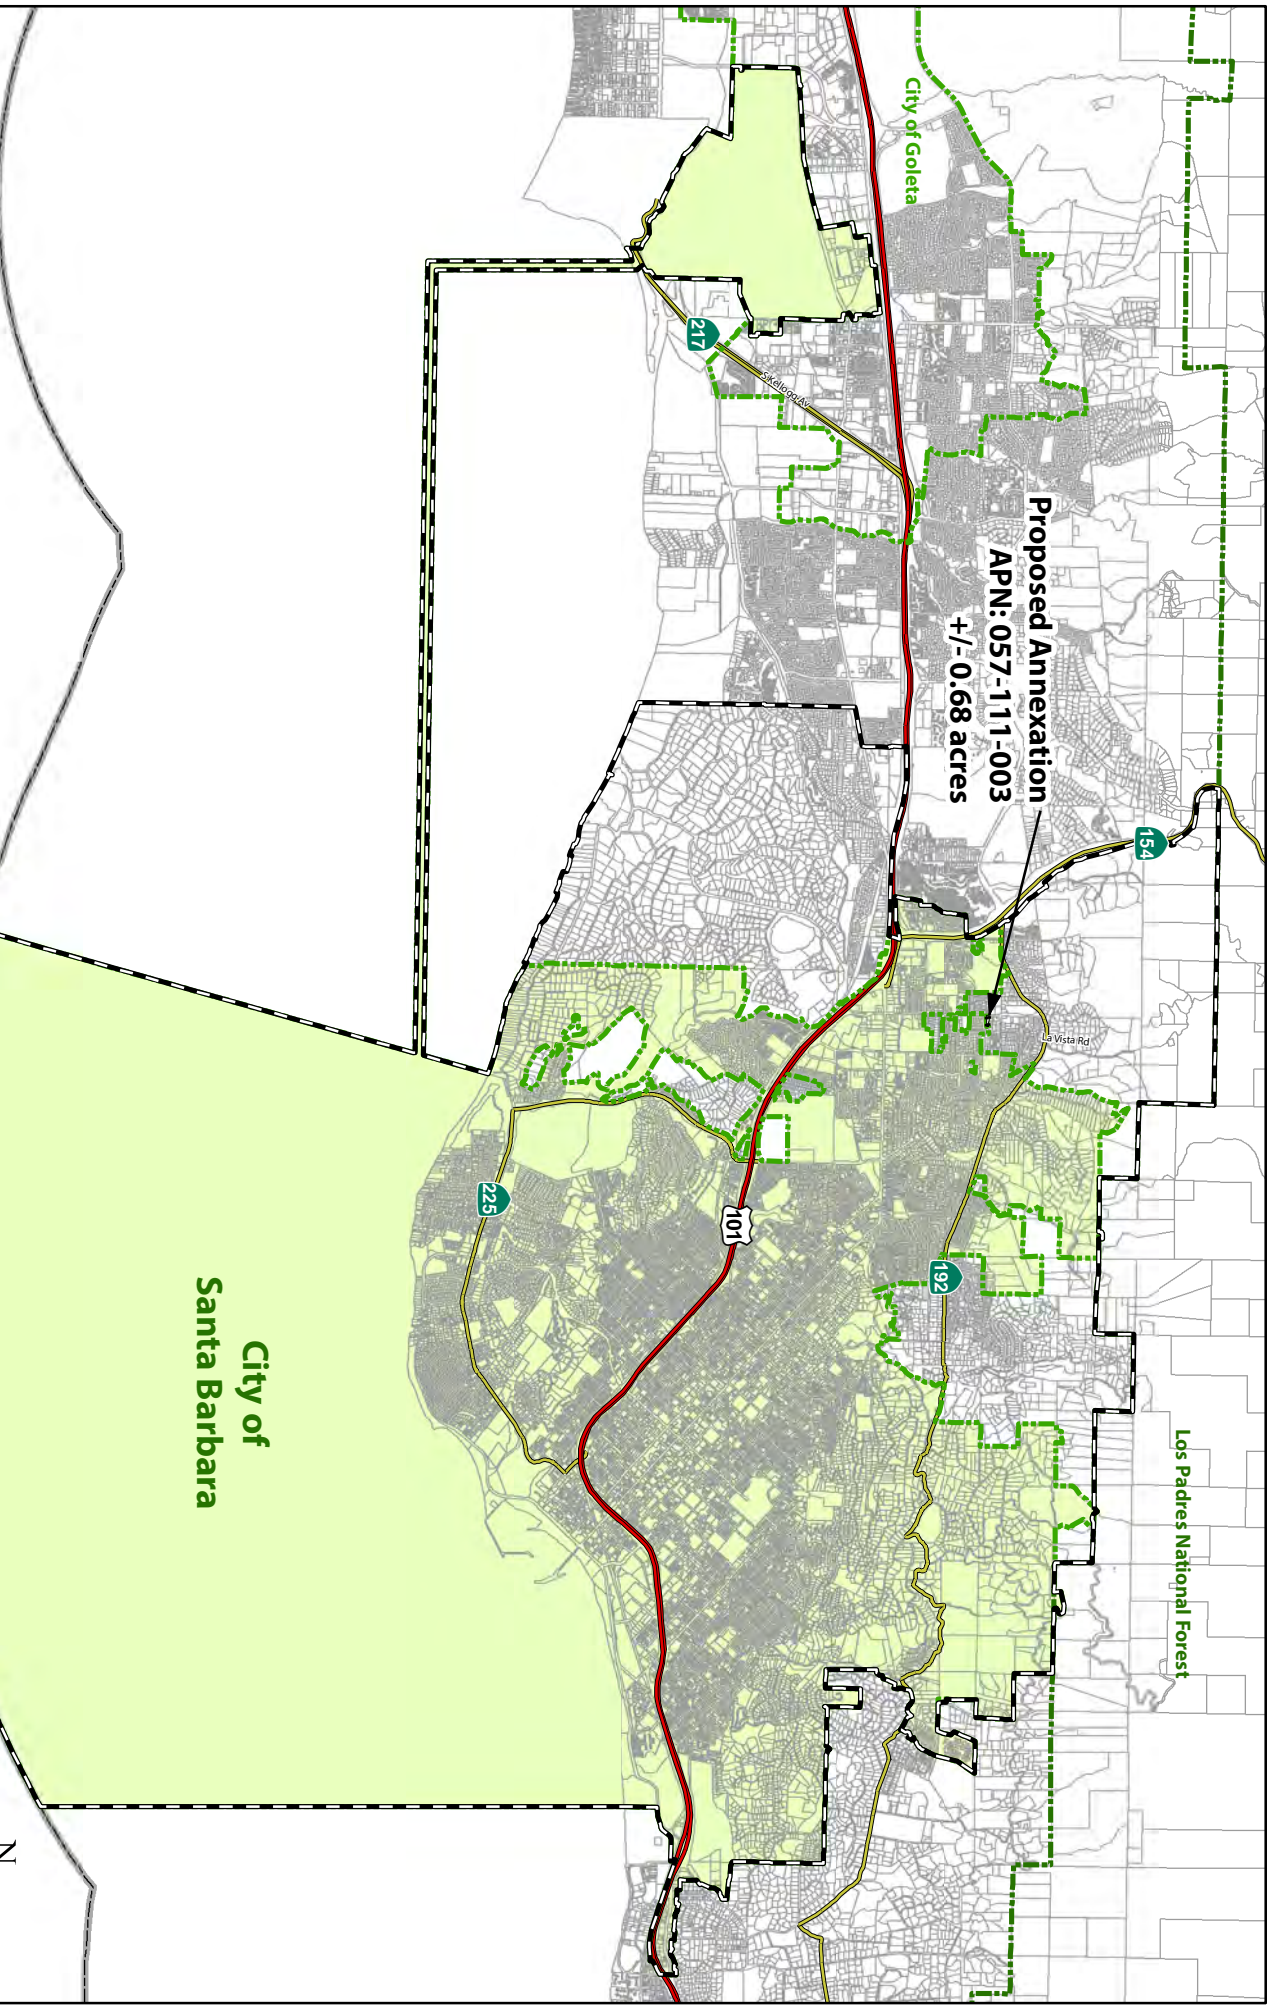 Los Padres National Forest
City of Goleta
Proposed Annexation
APN: 057-111-003
+/- 0.68 acres
154
La Vista Rd
192
217
S Kellogg Av
101
225
City of
Santa Barbara
N